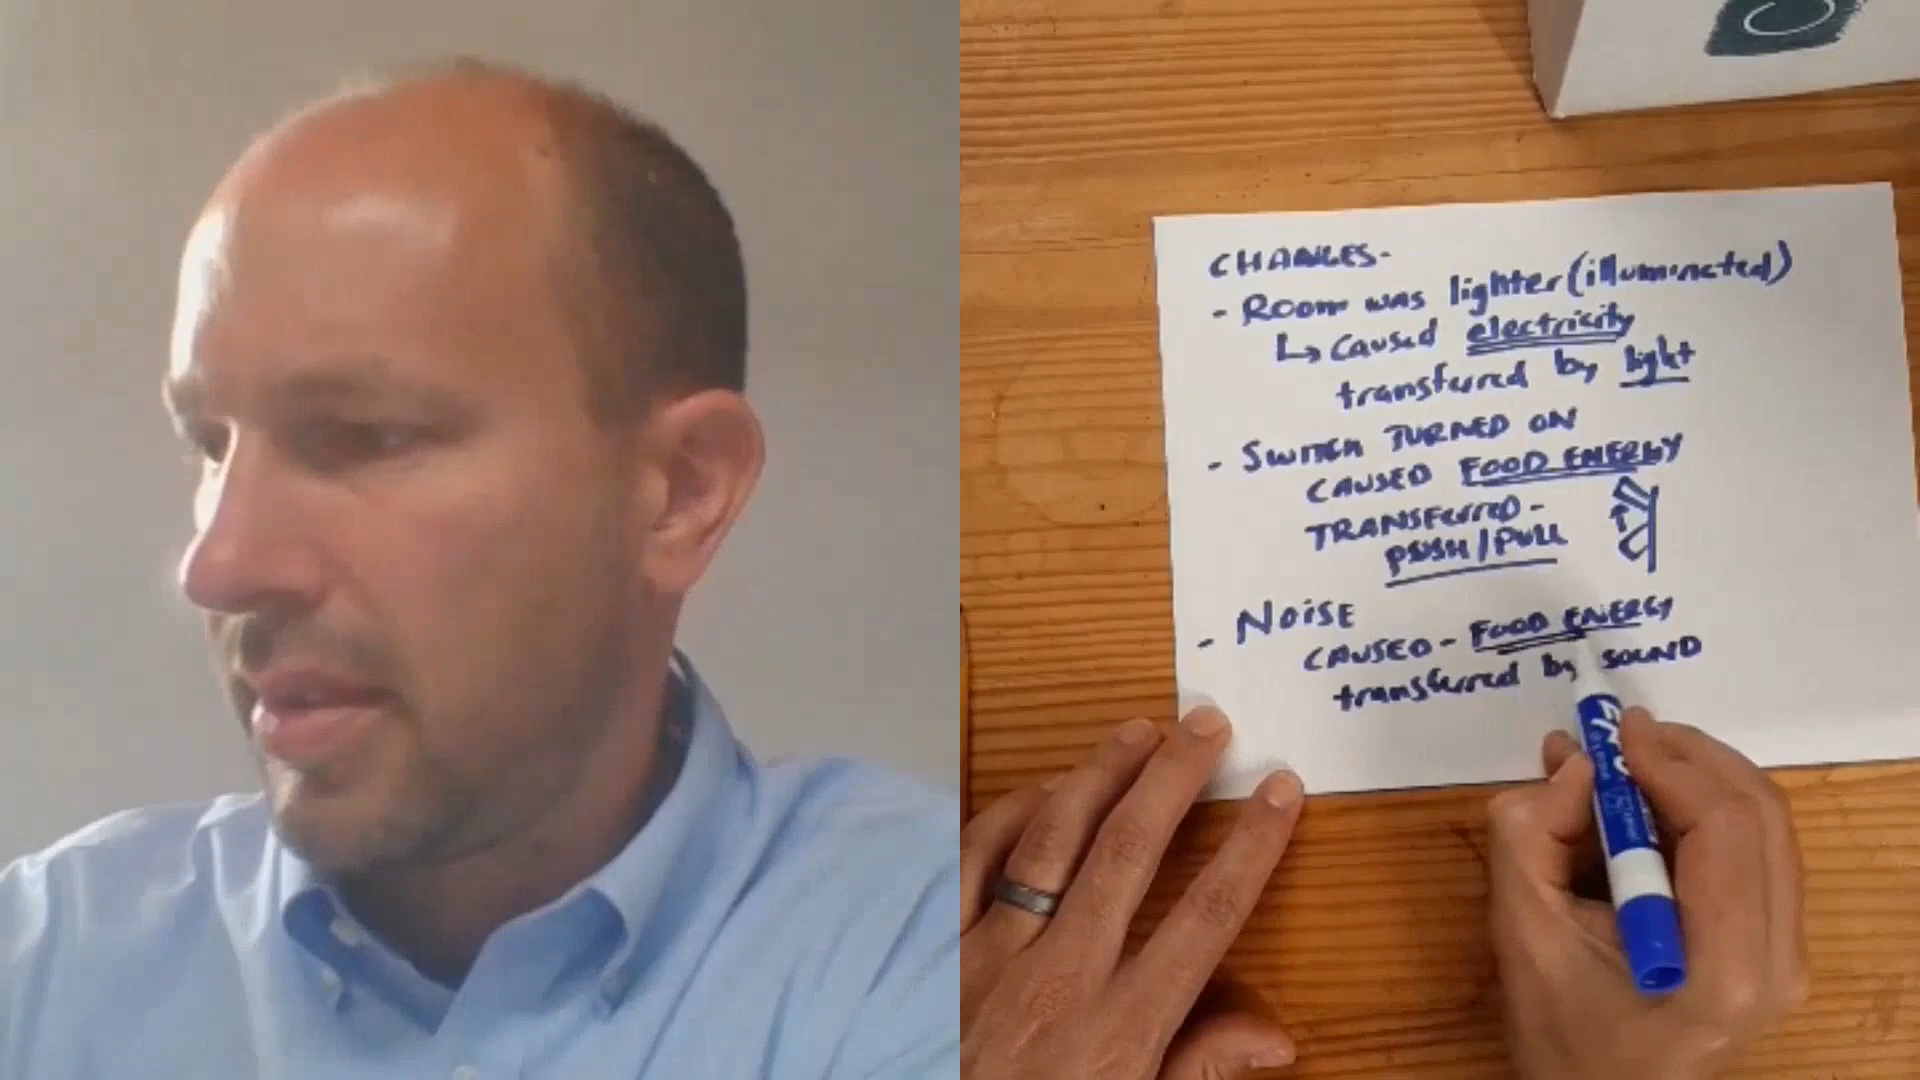 CHANGES-
- Room was lighter (illuminated)
↳ caused electricity
transferred by light
- SWITCH TURNED ON
CAUSED FOOD ENERGY
TRANSFERRED -
PUSH/PULL
- NOISE
CAUSED - FOOD ENERGY
transferred by SOUND